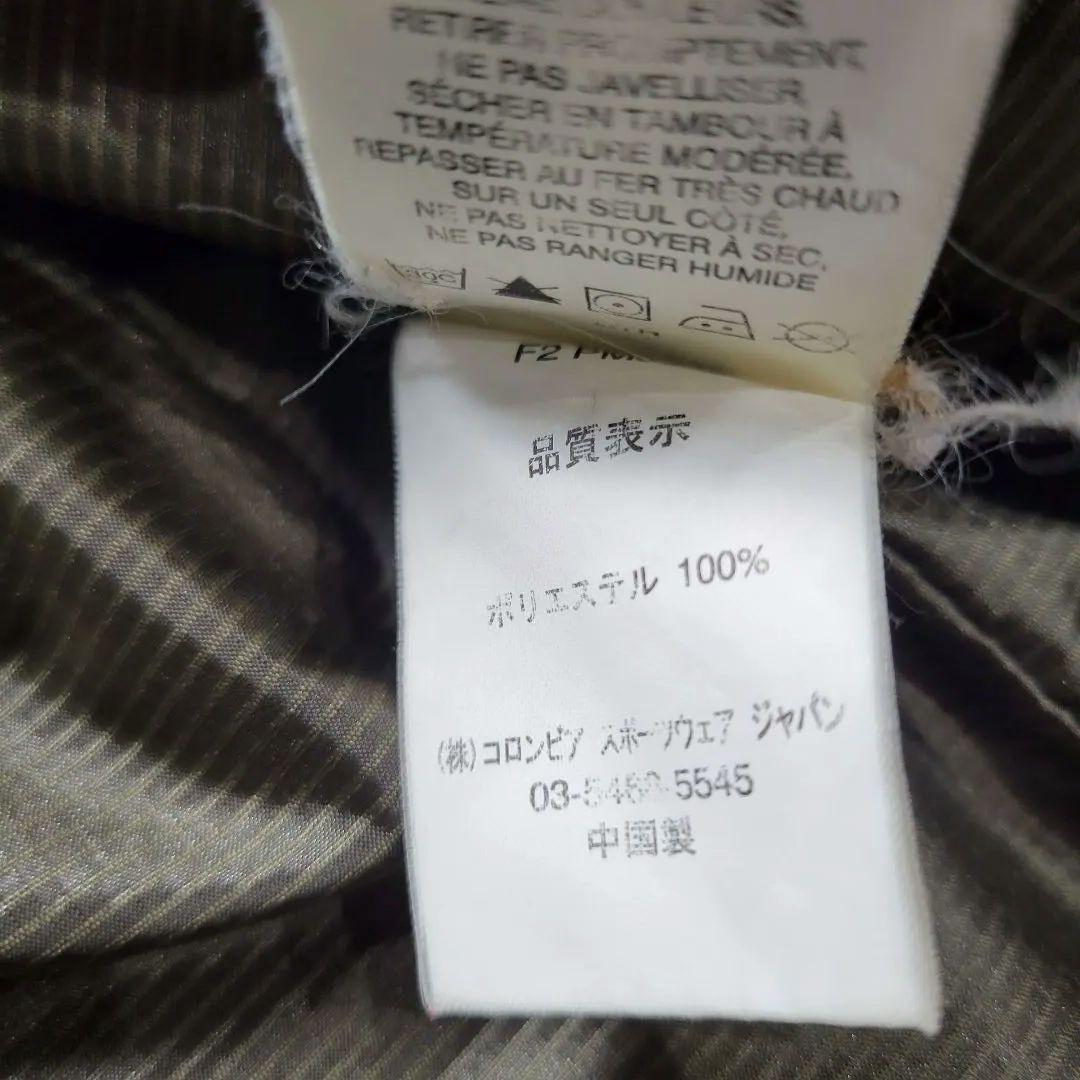 RETIRER PROMPTEMENT
NE PAS JAVELLISER
SÉCHER EN TAMBOUR À
TEMPÉRATURE MODÉRÉE,
REPASSER AU FER TRÈS CHAUD
SUR UN SEUL CÔTÉ,
NE PAS NETTOYER À SEC,
NE PAS RANGER HUMIDE
F2
品質表示
ポリエステル 100%
(株)コロンビア スポーツウェア ジャパン
中国製